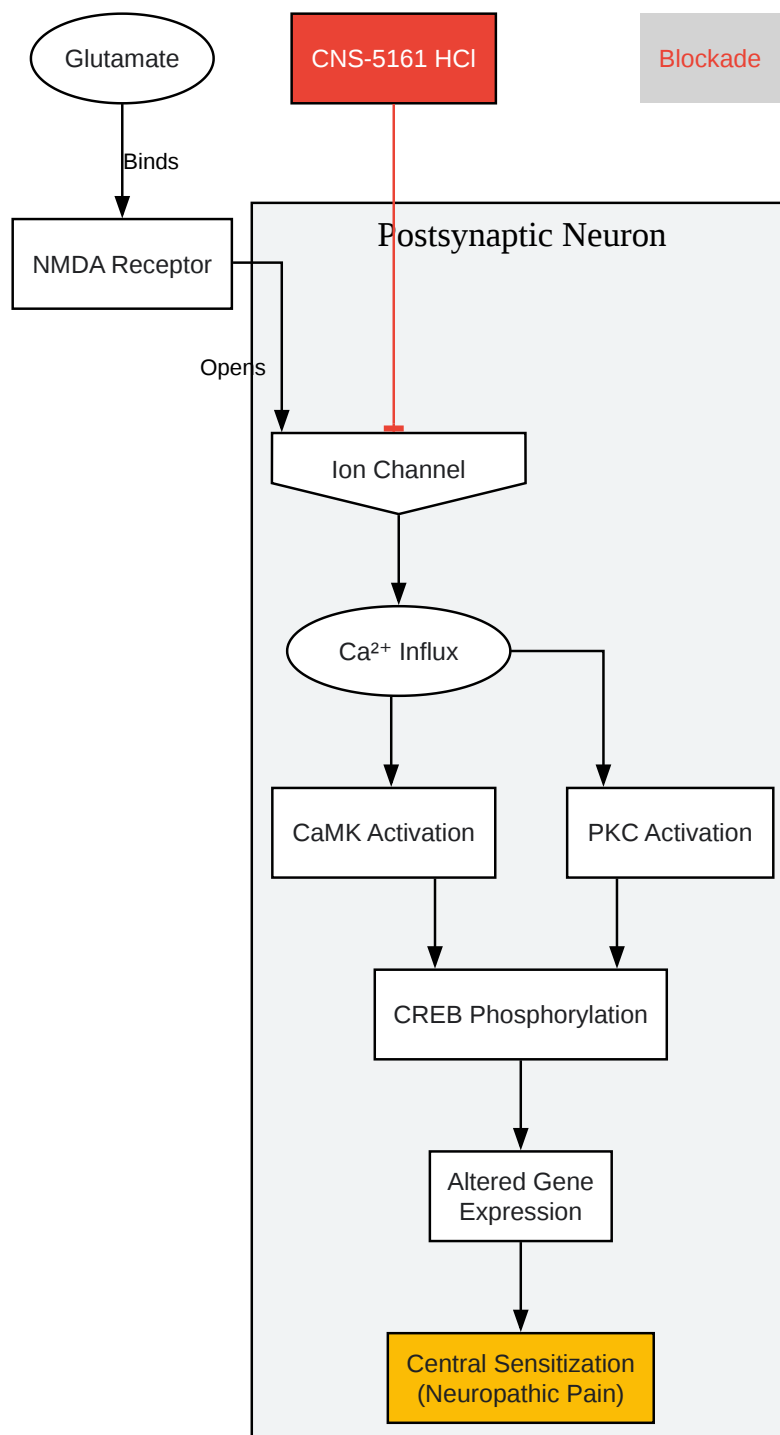 Glutamate
CNS-5161 HCl
Blockade
Binds
NMDA Receptor
Postsynaptic Neuron
Opens
Ion Channel
Ca²⁺ Influx
CaMK Activation
PKC Activation
CREB Phosphorylation
Altered Gene
Expression
Central Sensitization
(Neuropathic Pain)